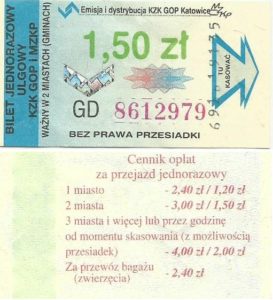 Emisja i dystrybucja KZK GOP Katowice
BILET JEDNORAZOWY
ULGOWY
KZK GOP i MZKP
WAŻNY W 2 MIASTACH (GMINACH)
1,50 zł
GD 8612979
BEZ PRAWA PRZESIADKI
TU
KASOWAĆ
Cennik opłat
za przejazd jednorazowy
1 miasto - 2,40 zł / 1,20 zł
2 miasta - 3,00 zł / 1,50 zł
3 miasta i więcej lub przez godzinę
od momentu skasowania (z możliwością
przesiadek) - 4,00 zł / 2,00 zł
Za przewóz bagażu
(zwierzęcia) - 2,40 zł